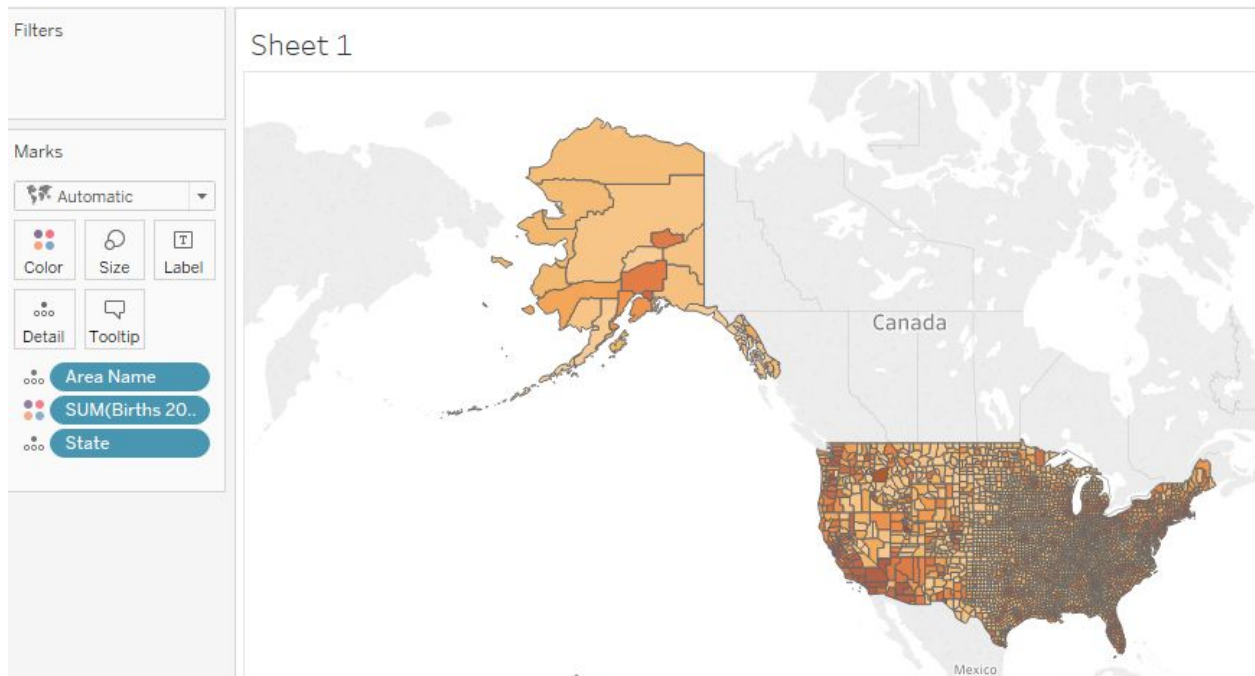 Filters
Sheet 1
Marks
Automatic
Color
Size
T
Label
Detail
Tooltip
Area Name
SUM(Births 20..
State
Canada
Mexico